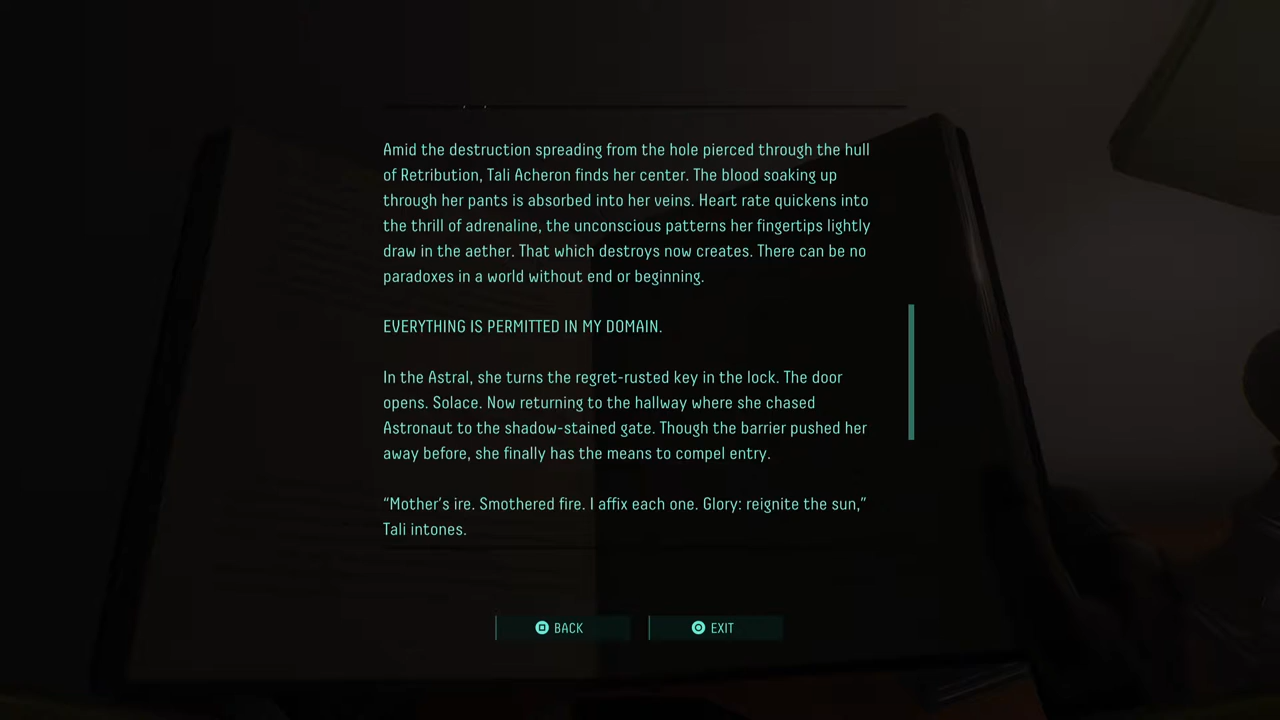 Amid the destruction spreading from the hole pierced through the hull
of Retribution, Tali Acheron finds her center. The blood soaking up
through her pants is absorbed into her veins. Heart rate quickens into
the thrill of adrenaline, the unconscious patterns her fingertips lightly
draw in the aether. That which destroys now creates. There can be no
paradoxes in a world without end or beginning.
EVERYTHING IS PERMITTED IN MY DOMAIN.
In the Astral, she turns the regret-rusted key in the lock. The door
opens. Solace. Now returning to the hallway where she chased
Astronaut to the shadow-stained gate. Though the barrier pushed her
away before, she finally has the means to compel entry.
“Mother's ire. Smothered fire. I affix each one. Glory: reignite the sun,”
Tali intones.
BACK
EXIT